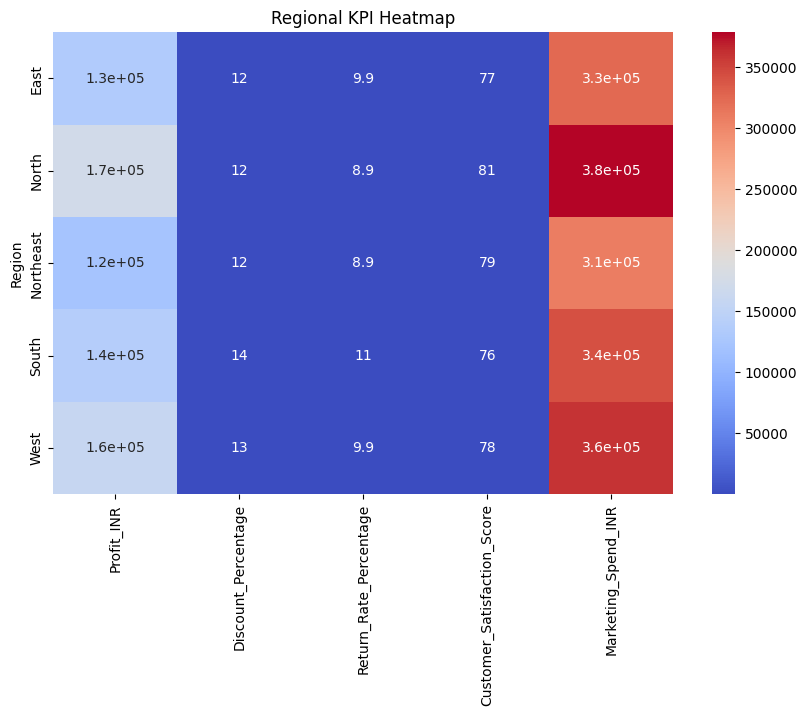 Regional KPI Heatmap
Region
East
1.3e+05 12 9.9 77 3.3e+05
North
1.7e+05 12 8.9 81 3.8e+05
Northeast
1.2e+05 12 8.9 79 3.1e+05
South
1.4e+05 14 11 76 3.4e+05
West
1.6e+05 13 9.9 78 3.6e+05
Profit_INR
Discount_Percentage
Return_Rate_Percentage
Customer_Satisfaction_Score
Marketing_Spend_INR
350000
300000
250000
200000
150000
100000
50000